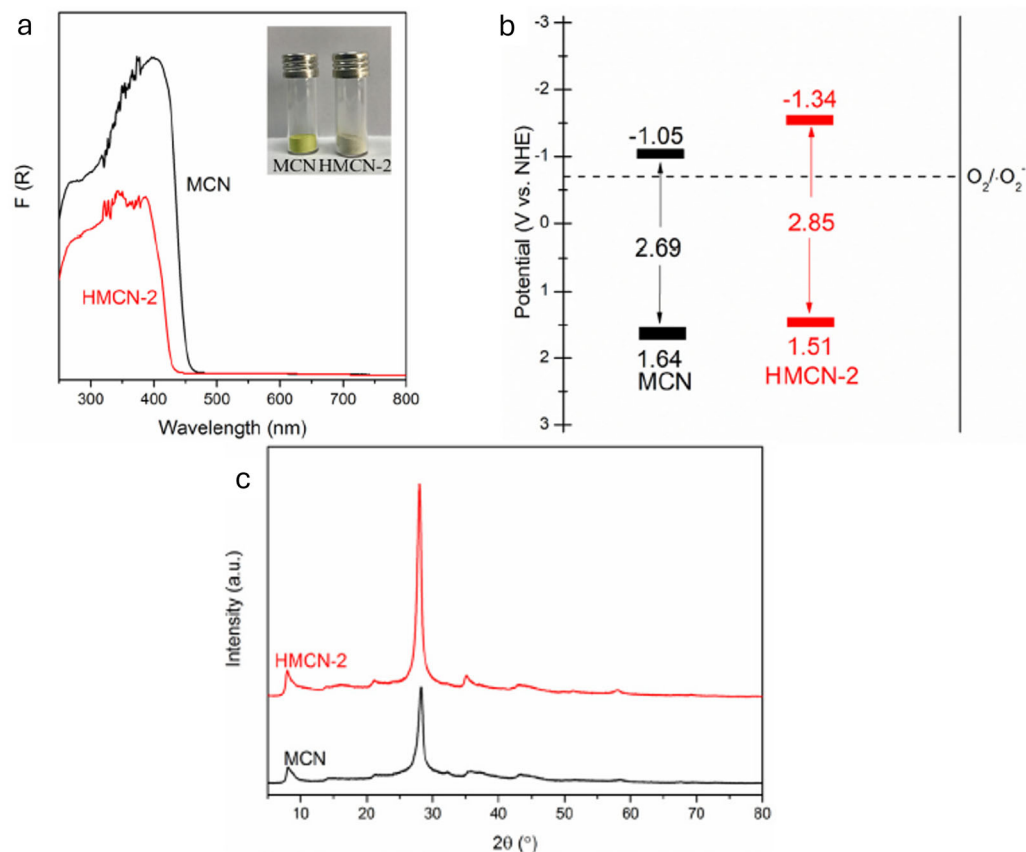 a
F (R)
MCN
HMCN-2
MCN HMCN-2
300 400 500 600 700 800
Wavelength (nm)
b
Potential (V vs. NHE)
-3
-2
-1
0
1
2
3
-1.05
2.69
1.64
MCN
-1.34
2.85
1.51
HMCN-2
O₂/·O₂⁻
c
Intensity (a.u.)
HMCN-2
MCN
10 20 30 40 50 60 70 80
2θ (°)